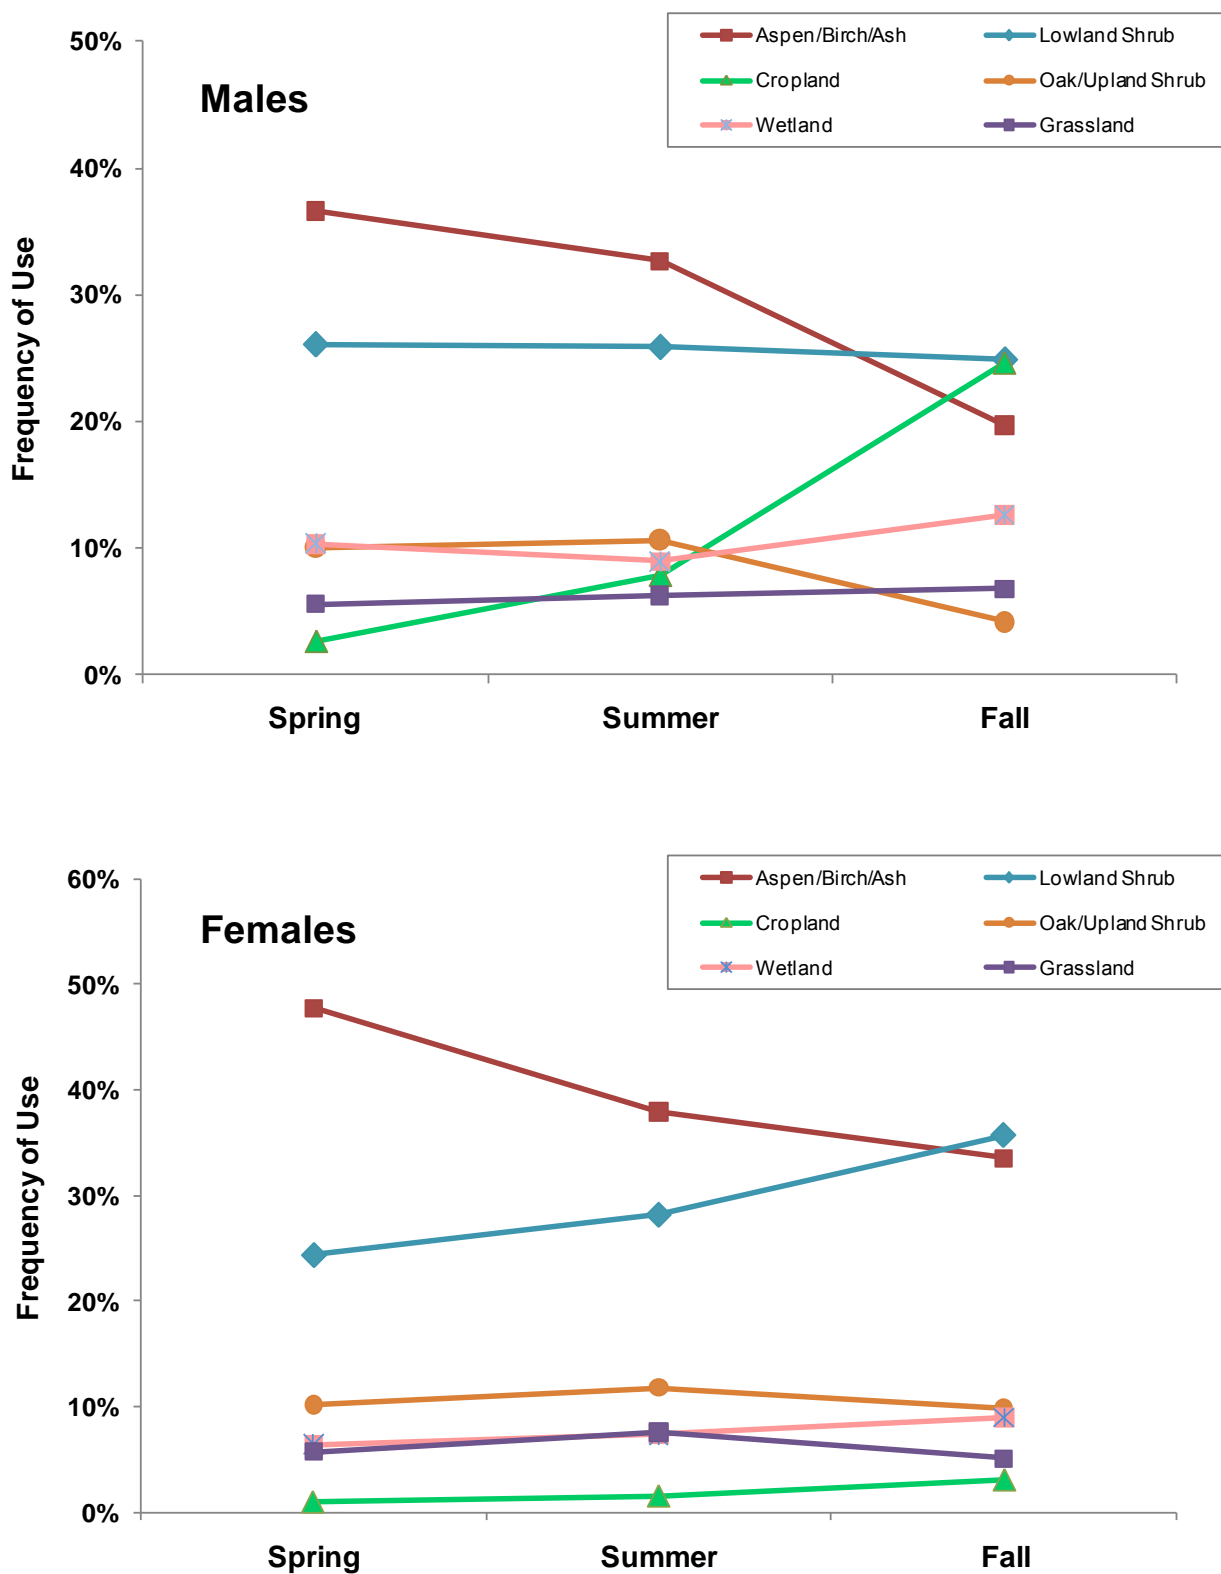 50%
Aspen/Birch/Ash Lowland Shrub
Males
Cropland Oak/Upland Shrub
Wetland Grassland
40%
30%
20%
10%
0%
Frequency of Use
Spring Summer Fall
60%
Aspen/Birch/Ash Lowland Shrub
Females
Cropland Oak/Upland Shrub
Wetland Grassland
50%
40%
30%
20%
10%
0%
Frequency of Use
Spring Summer Fall